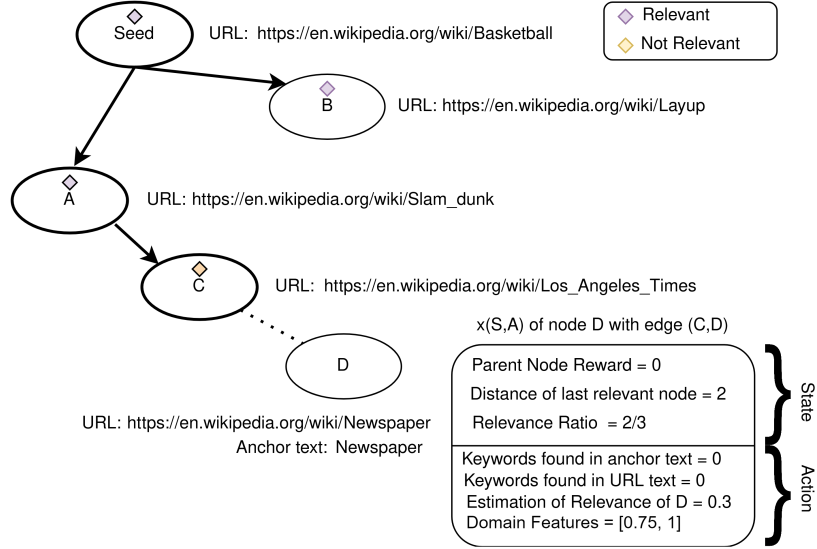 Seed
URL: https://en.wikipedia.org/wiki/Basketball
Relevant
Not Relevant
B
URL: https://en.wikipedia.org/wiki/Layup
A
URL: https://en.wikipedia.org/wiki/Slam_dunk
C
URL: https://en.wikipedia.org/wiki/Los_Angeles_Times
D
URL: https://en.wikipedia.org/wiki/Newspaper
Anchor text: Newspaper
x(S,A) of node D with edge (C,D)
Parent Node Reward = 0
Distance of last relevant node = 2
Relevance Ratio = 2/3
State
Keywords found in anchor text = 0
Keywords found in URL text = 0
Estimation of Relevance of D = 0.3
Domain Features = [0.75, 1]
Action